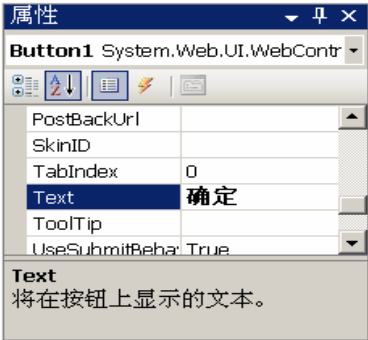 属性
Button1 System.Web.UI.WebContr
PostBackUrl
SkinID
TabIndex 0
Text 确定
ToolTip
UseSubmitBeha True
Text
将在按钮上显示的文本。